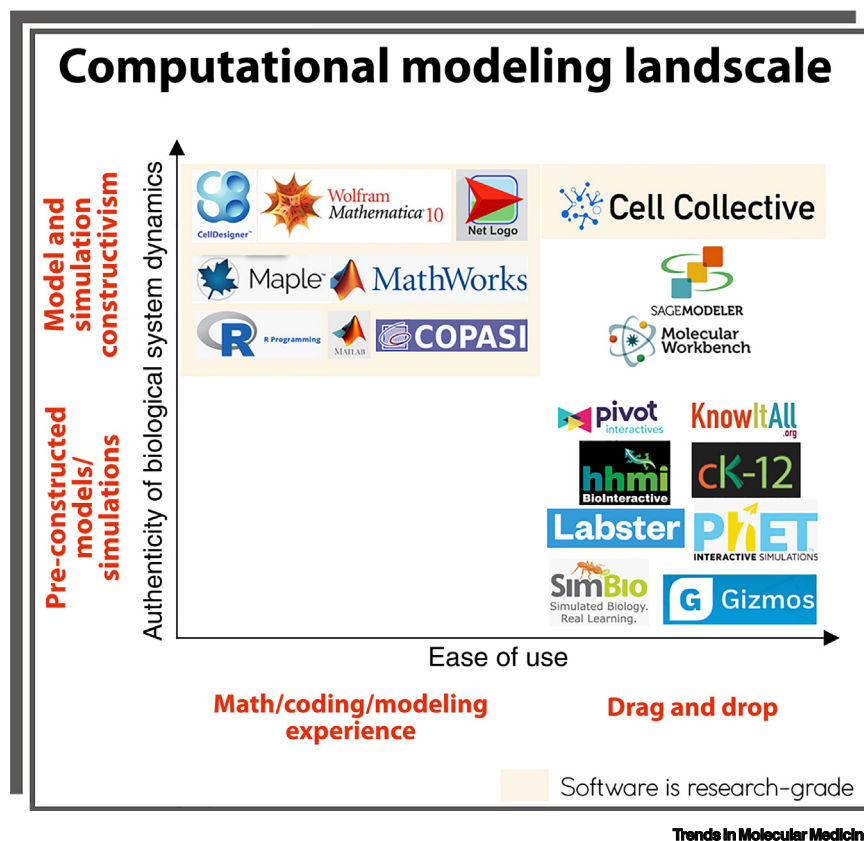 Computational modeling landscale
Model and
simulation
constructivism
Pre-constructed
models/
simulations
Authenticity of biological system dynamics
CellDesigner™
Wolfram
Mathematica 10
Net Logo
Cell Collective
Maple™
MathWorks
SAGEMODELER
R
R Programming
MATLAB
COPASI
Molecular
Workbench
pivot
interactives
KnowItAll
.org
hhmi
BioInteractive
cK-12
Labster
PhET
INTERACTIVE SIMULATIONS
SimBio
Simulated Biology.
Real Learning.
G Gizmos
Ease of use
Math/coding/modeling
experience
Drag and drop
Software is research-grade
Trends in Molecular Medicin